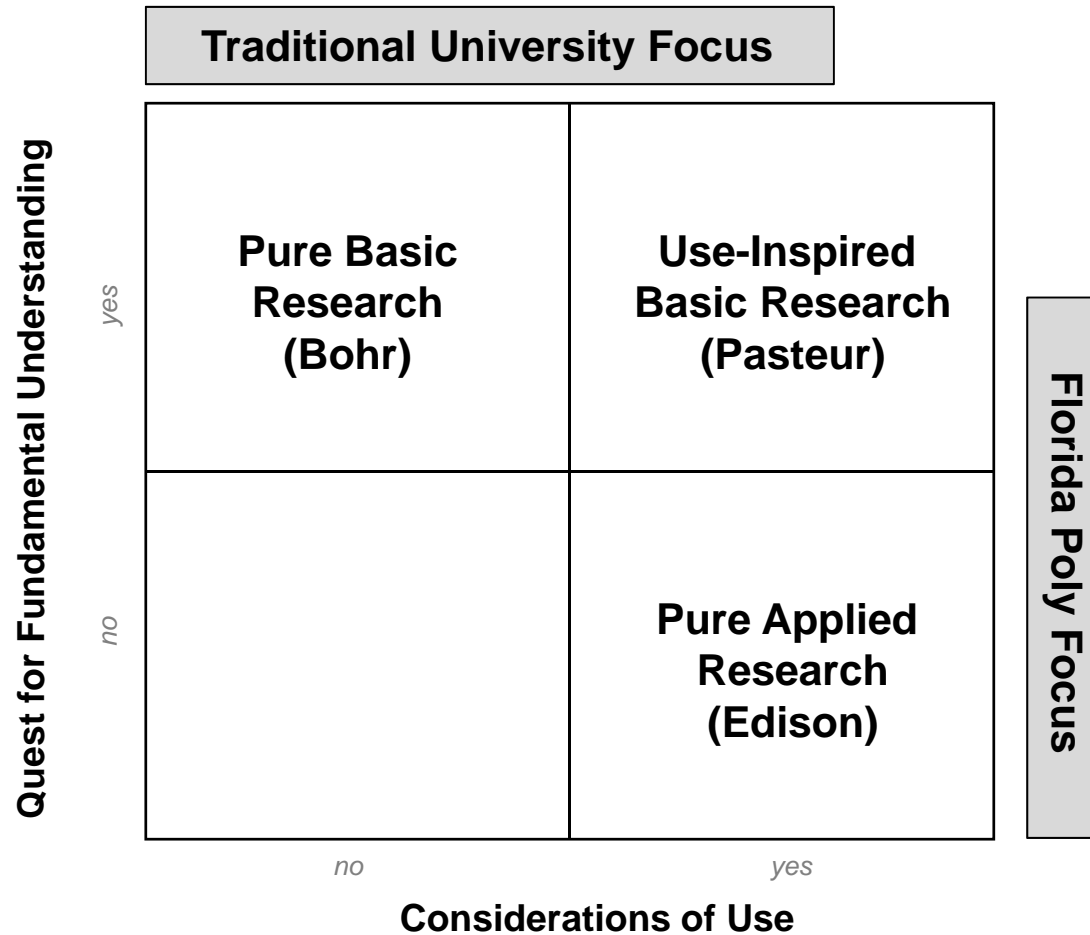 Traditional University Focus
Quest for Fundamental Understanding
yes
no
Pure Basic
Research
(Bohr)
Use-Inspired
Basic Research
(Pasteur)
Pure Applied
Research
(Edison)
Florida Poly Focus
no
yes
Considerations of Use